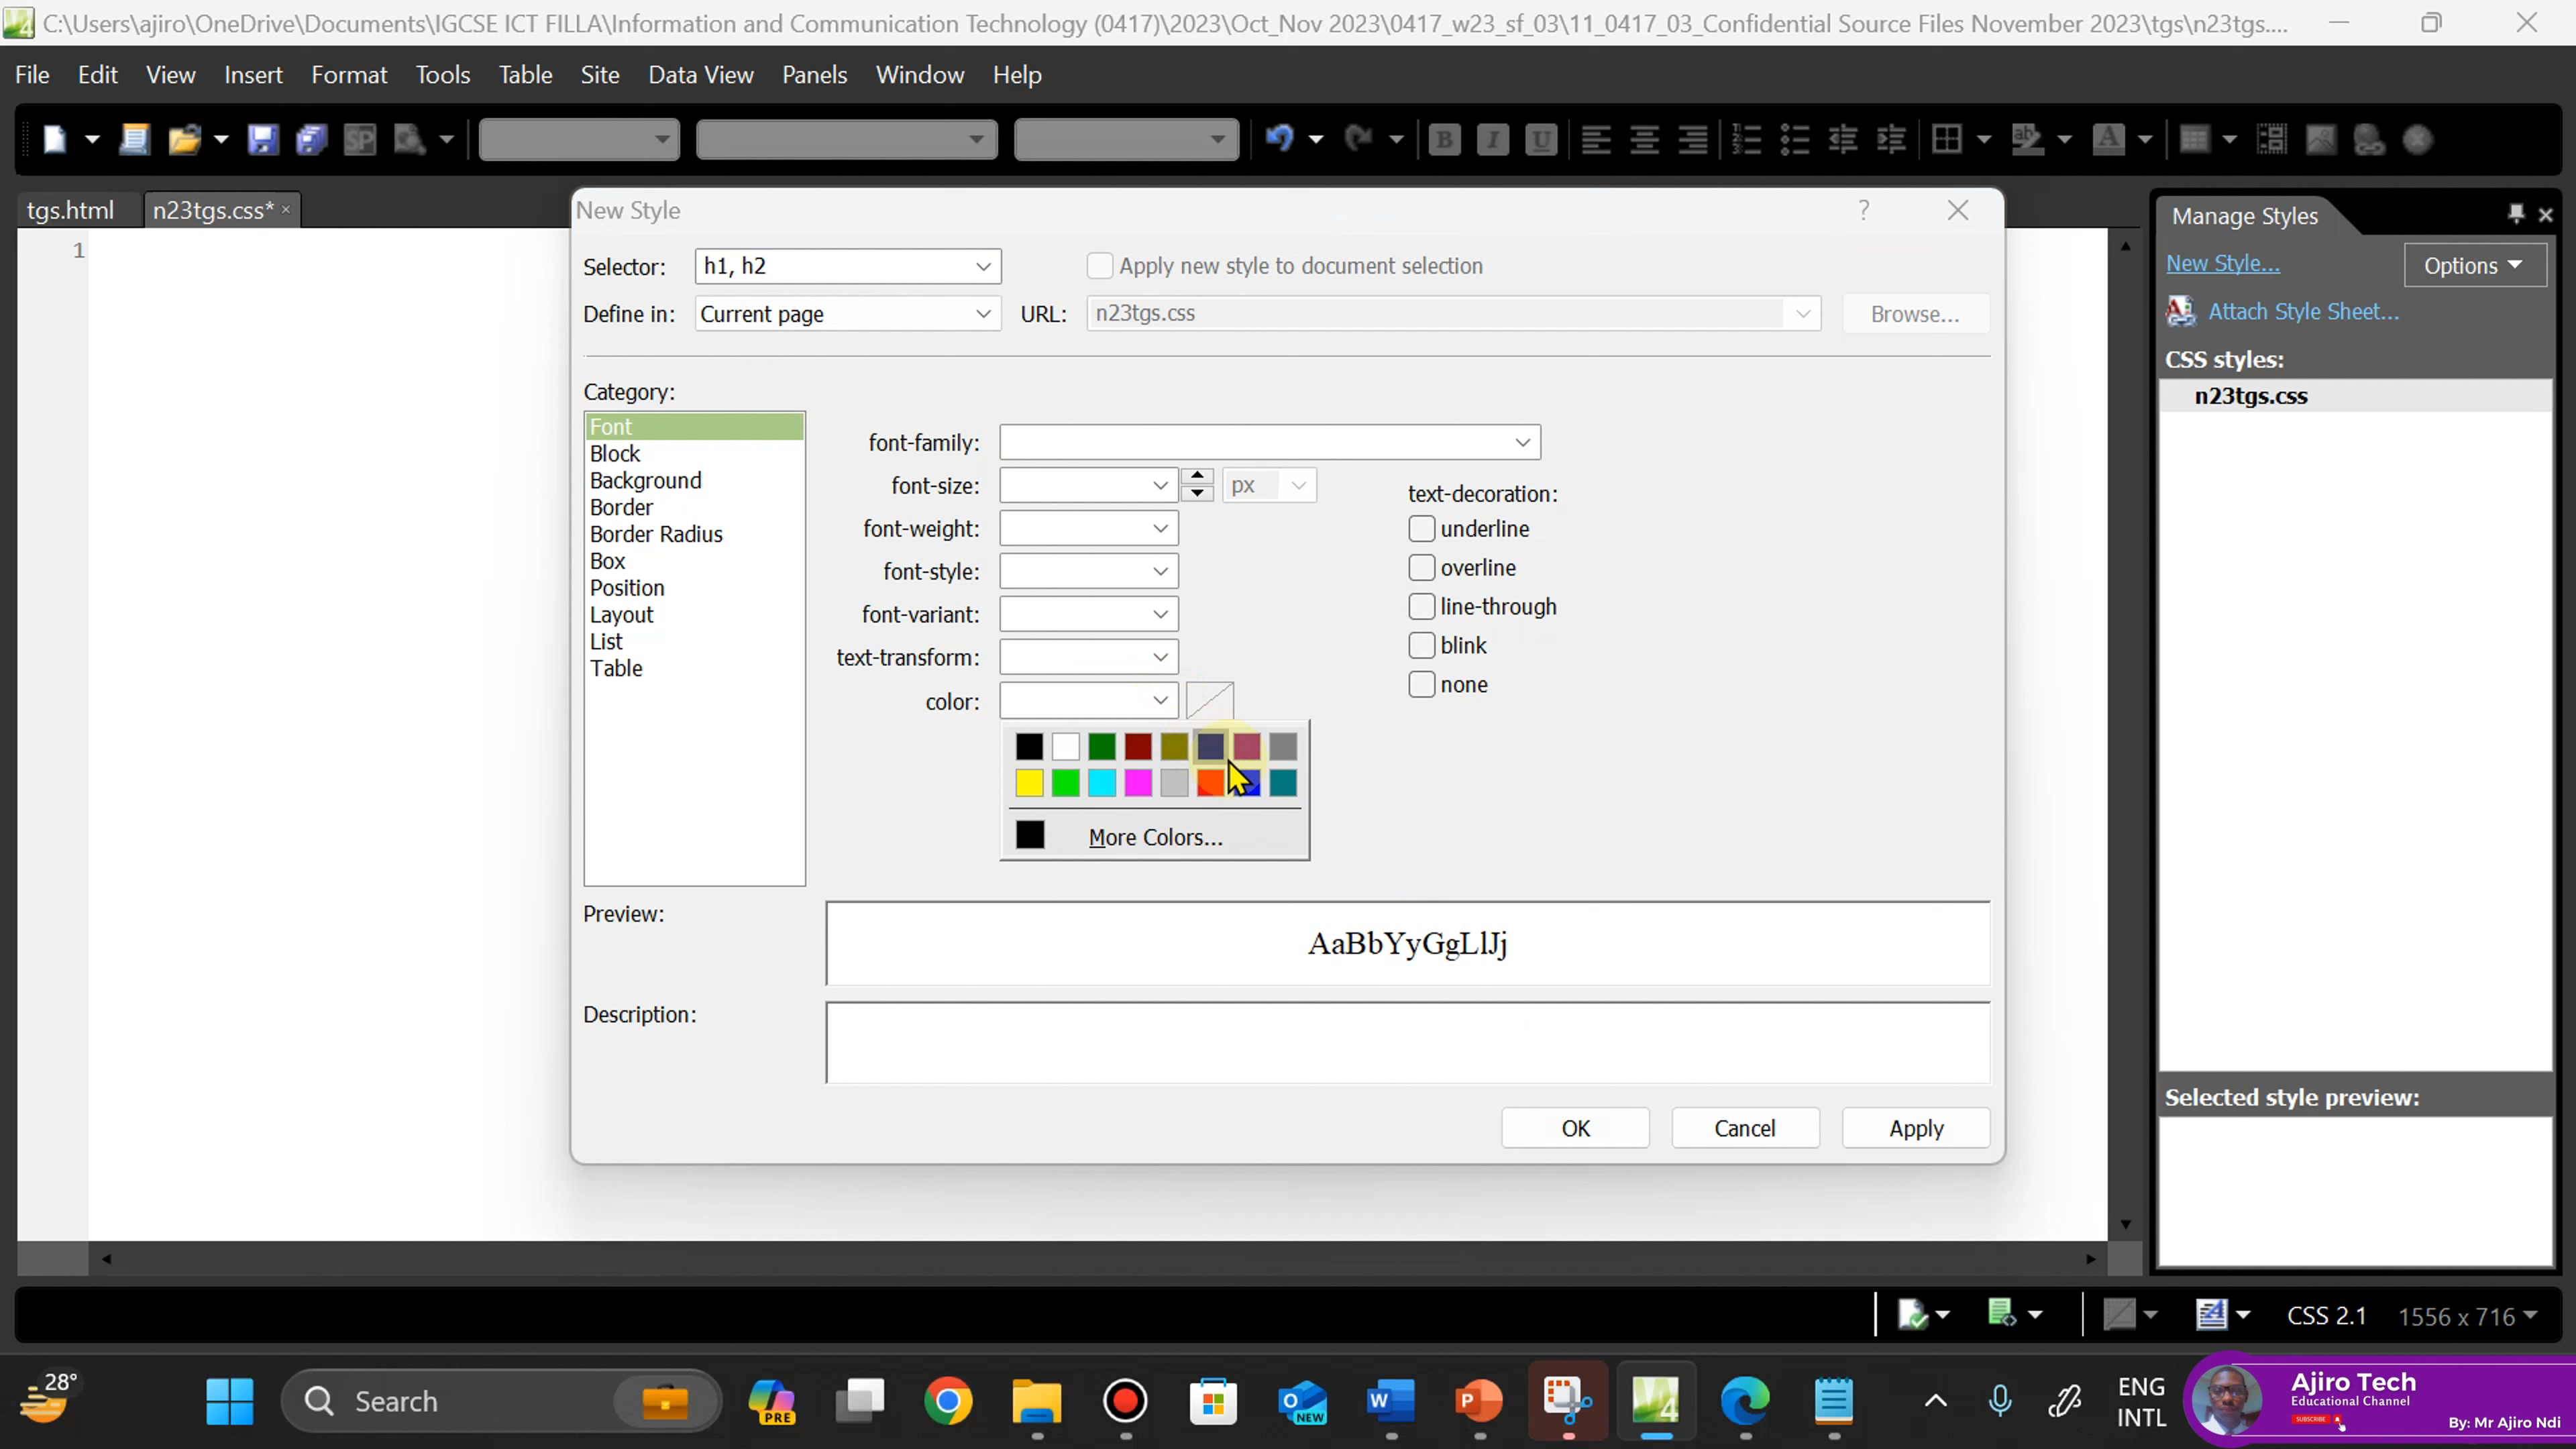 C:\Users\ajiro\OneDrive\Documents\IGCSE ICT FILLA\Information and Communication Technology (0417)\2023\Oct_Nov 2023\0417_w23_sf_03\11_0417_03_Confidential Source Files November 2023\tgs\n23tgs....
File Edit View Insert Format Tools Table Site Data View Panels Window Help
tgs.html n23tgs.css*
1
New Style
Selector: h1, h2 Apply new style to document selection
Define in: Current page URL: n23tgs.css Browse...
Category:
Font
Block
Background
Border
Border Radius
Box
Position
Layout
List
Table
font-family:
font-size: px
font-weight:
font-style:
font-variant:
text-transform:
color:
text-decoration:
underline
overline
line-through
blink
none
More Colors...
Preview: AaBbYyGgLlJj
Description:
OK Cancel Apply
Manage Styles
New Style... Options
Attach Style Sheet...
CSS styles:
n23tgs.css
Selected style preview:
CSS 2.1 1556 x 716
28° Search PRE NEW ENG INTL
Ajiro Tech
Educational Channel
SUBSCRIBE
By: Mr Ajiro Ndi